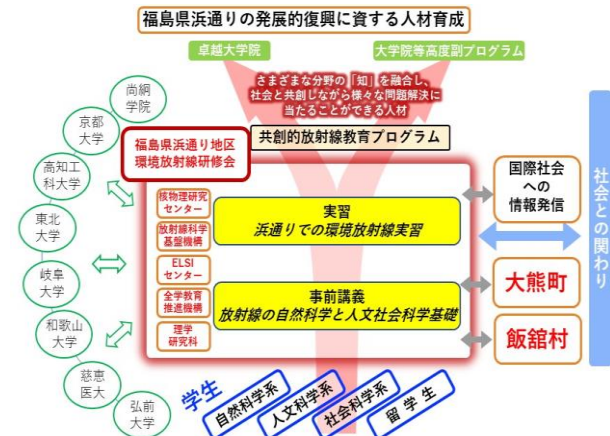 福島県浜通りの発展的復興に資する人材育成
卓越大学院
大学院等高度副プログラム
さまざまな分野の「知」を融合し、
社会と共創しながら様々な問題解決に
当たることができる人材
尚絅
学院
京都
大学
高知工
科大学
東北
大学
岐阜
大学
和歌山
大学
慈恵
医大
弘前
大学
福島県浜通り地区
環境放射線研修会
共創的放射線教育プログラム
核物理研究
センター
放射線科学
基盤機構
ELSI
センター
全学教育
推進機構
理学
研究科
実習
浜通りでの環境放射線実習
事前講義
放射線の自然科学と人文社会科学基礎
国際社会
への
情報発信
大熊町
飯舘村
社会との関わり
学生
自然科学系
人文科学系
社会科学系
留学生